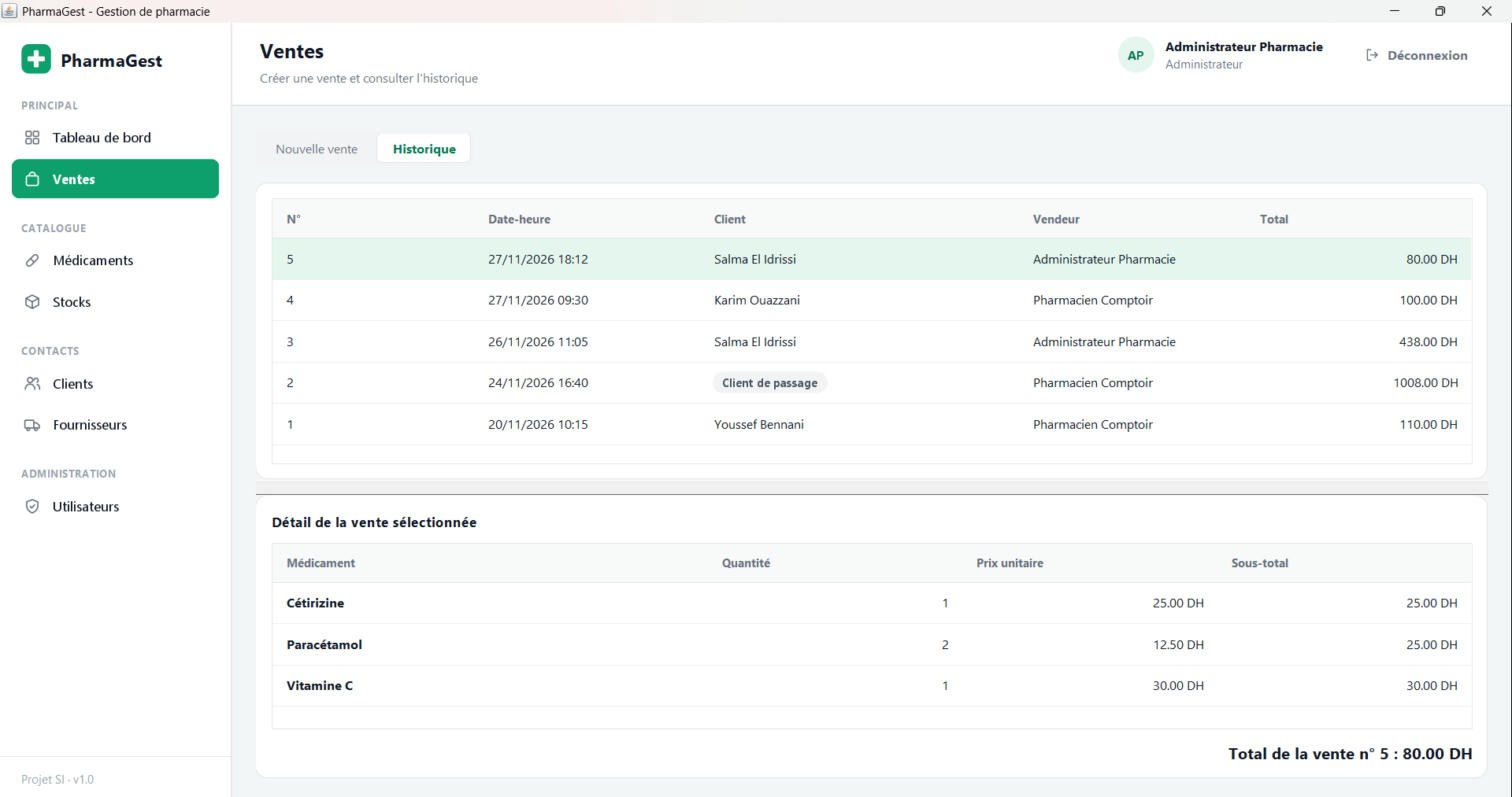 PharmaGest - Gestion de pharmacie
PharmaGest
PRINCIPAL
Tableau de bord
Ventes
CATALOGUE
Médicaments
Stocks
CONTACTS
Clients
Fournisseurs
ADMINISTRATION
Utilisateurs
Projet SI - v1.0
Ventes
Créer une vente et consulter l'historique
AP
Administrateur Pharmacie
Administrateur
Déconnexion
Nouvelle vente Historique
N° Date-heure Client Vendeur Total
5 27/11/2026 18:12 Salma El Idrissi Administrateur Pharmacie 80.00 DH
4 27/11/2026 09:30 Karim Ouazzani Pharmacien Comptoir 100.00 DH
3 26/11/2026 11:05 Salma El Idrissi Administrateur Pharmacie 438.00 DH
2 24/11/2026 16:40 Client de passage Pharmacien Comptoir 1008.00 DH
1 20/11/2026 10:15 Youssef Bennani Pharmacien Comptoir 110.00 DH
Détail de la vente sélectionnée
Médicament Quantité Prix unitaire Sous-total
Cétirizine 1 25.00 DH 25.00 DH
Paracétamol 2 12.50 DH 25.00 DH
Vitamine C 1 30.00 DH 30.00 DH
Total de la vente n° 5 : 80.00 DH